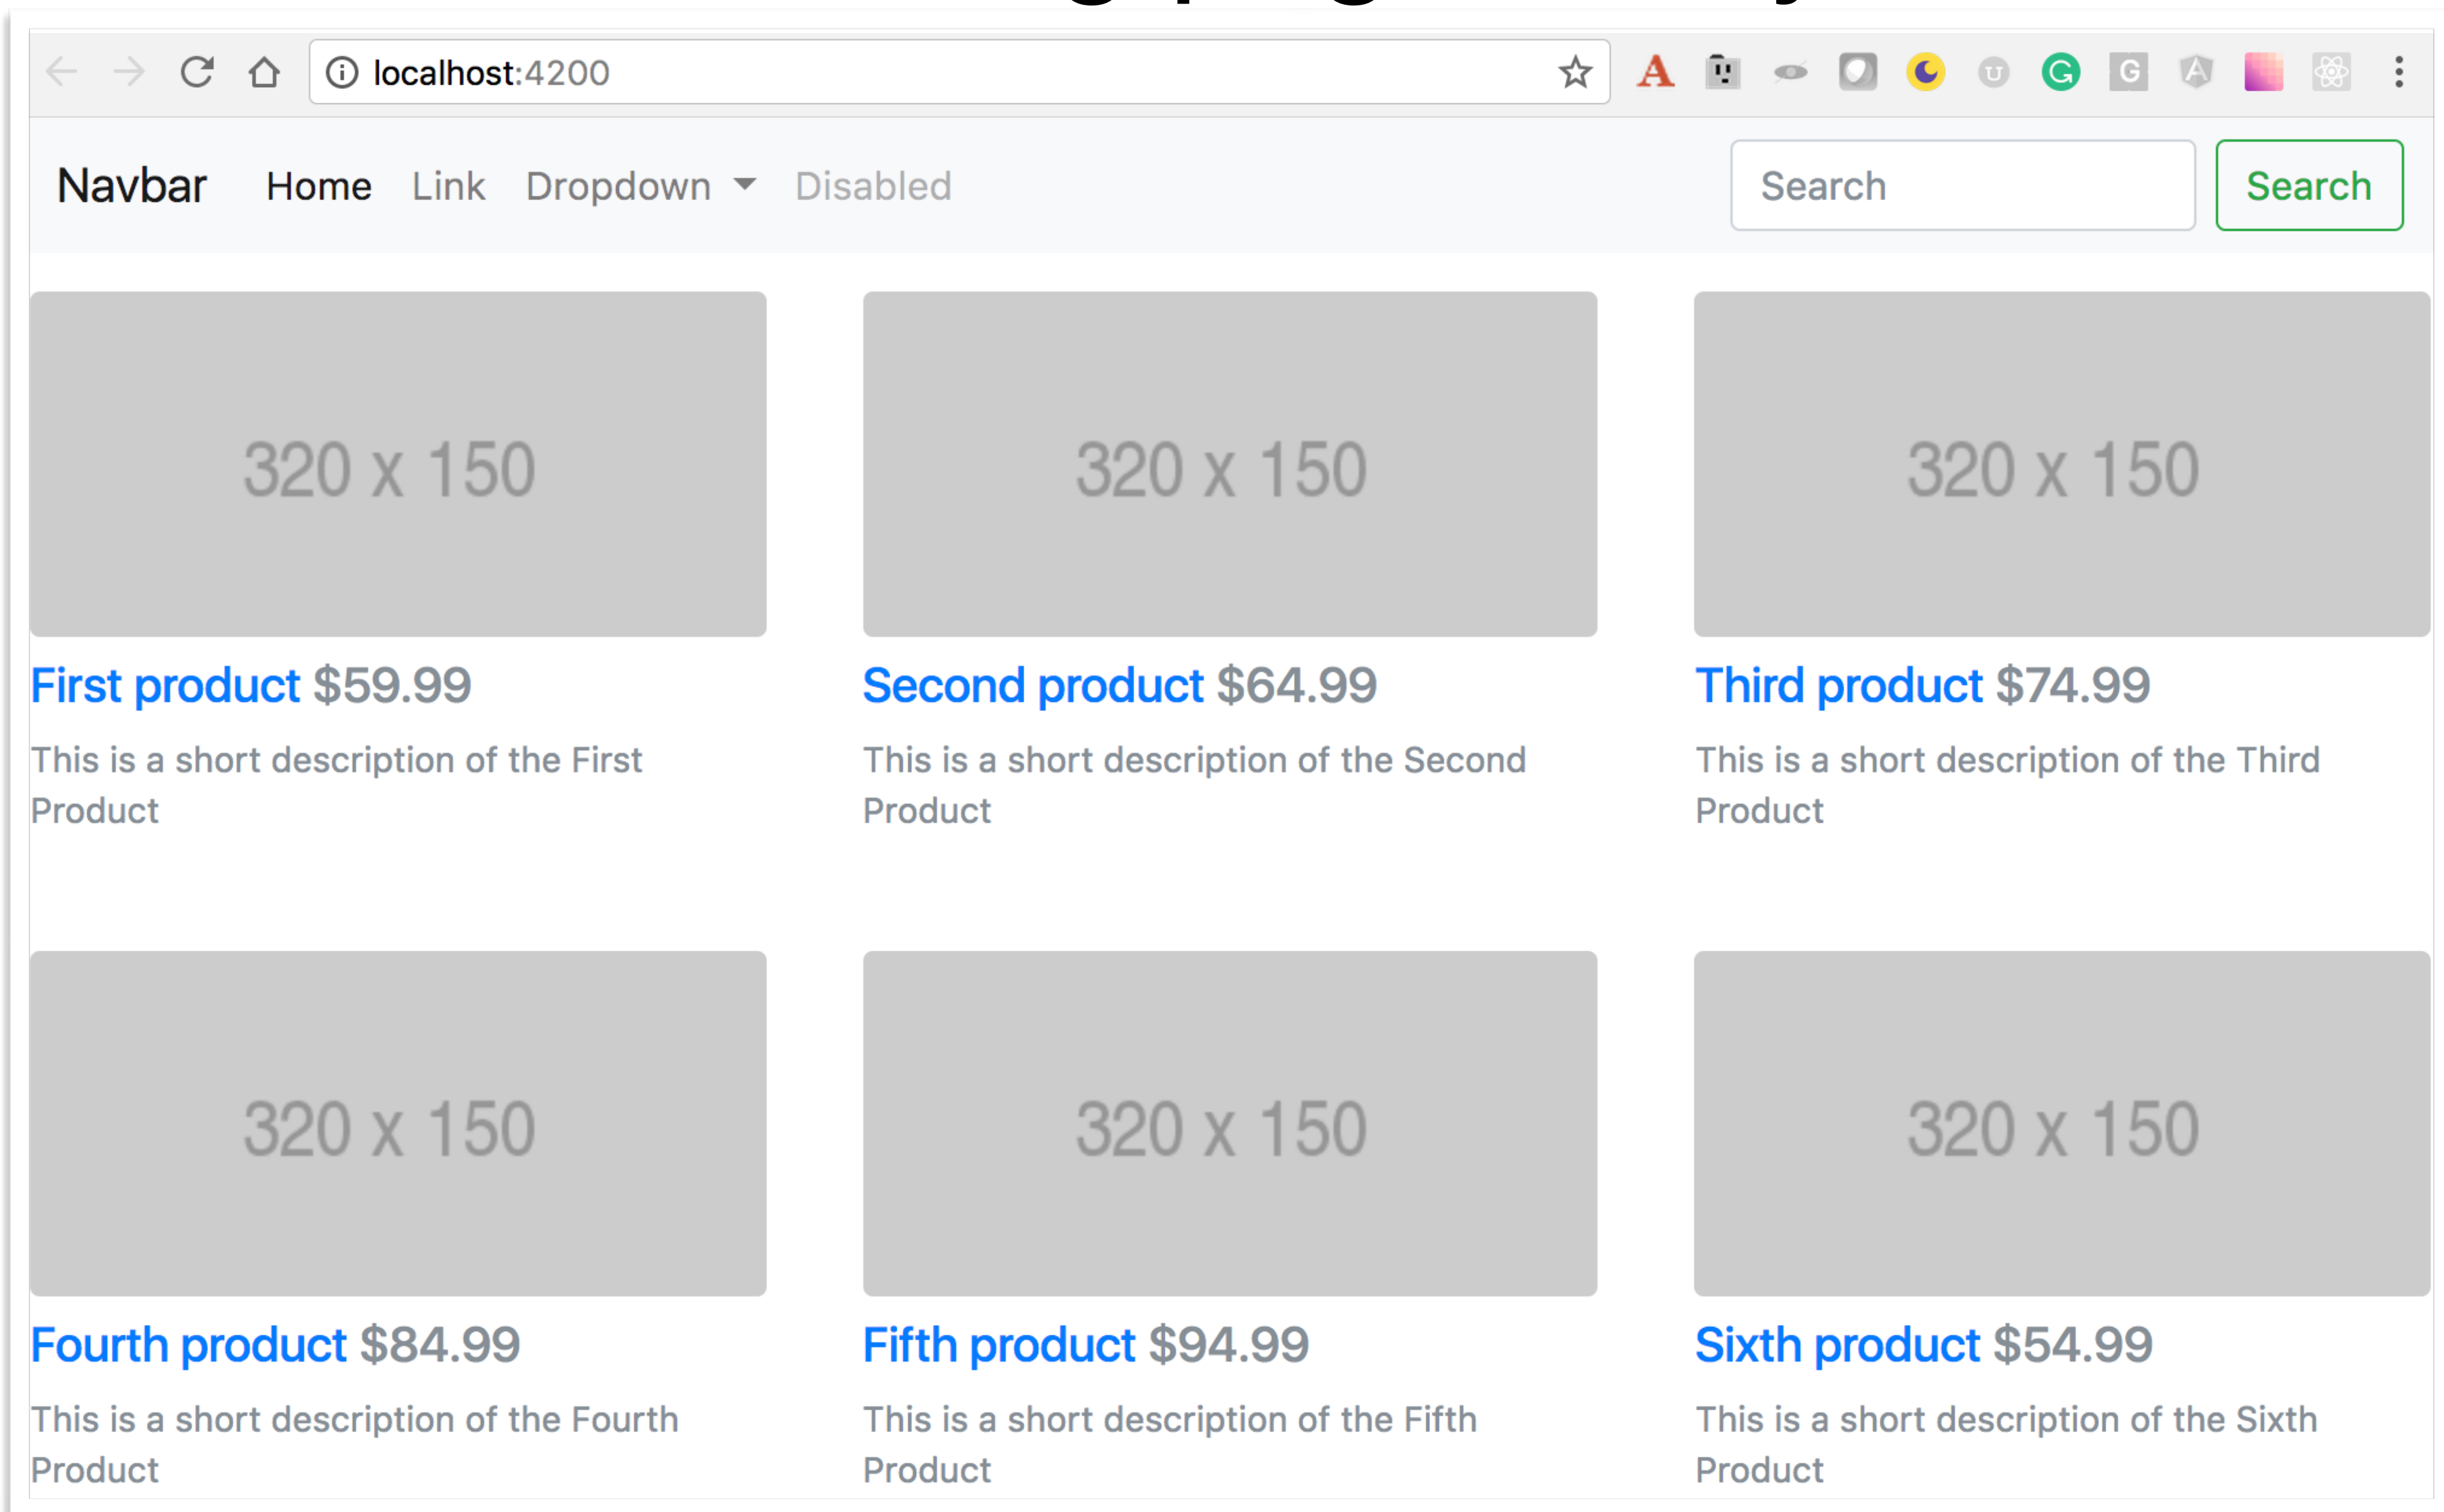 localhost:4200
Navbar Home Link Dropdown Disabled Search Search
320 x 150 320 x 150 320 x 150
First product $59.99 Second product $64.99 Third product $74.99
This is a short description of the First This is a short description of the Second This is a short description of the Third
Product Product Product
320 x 150 320 x 150 320 x 150
Fourth product $84.99 Fifth product $94.99 Sixth product $54.99
This is a short description of the Fourth This is a short description of the Fifth This is a short description of the Sixth
Product Product Product